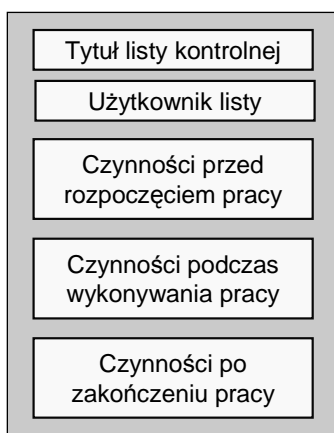 Tytuł listy kontrolnej
Użytkownik listy
Czynności przed
rozpoczęciem pracy
Czynności podczas
wykonywania pracy
Czynności po
zakończeniu pracy